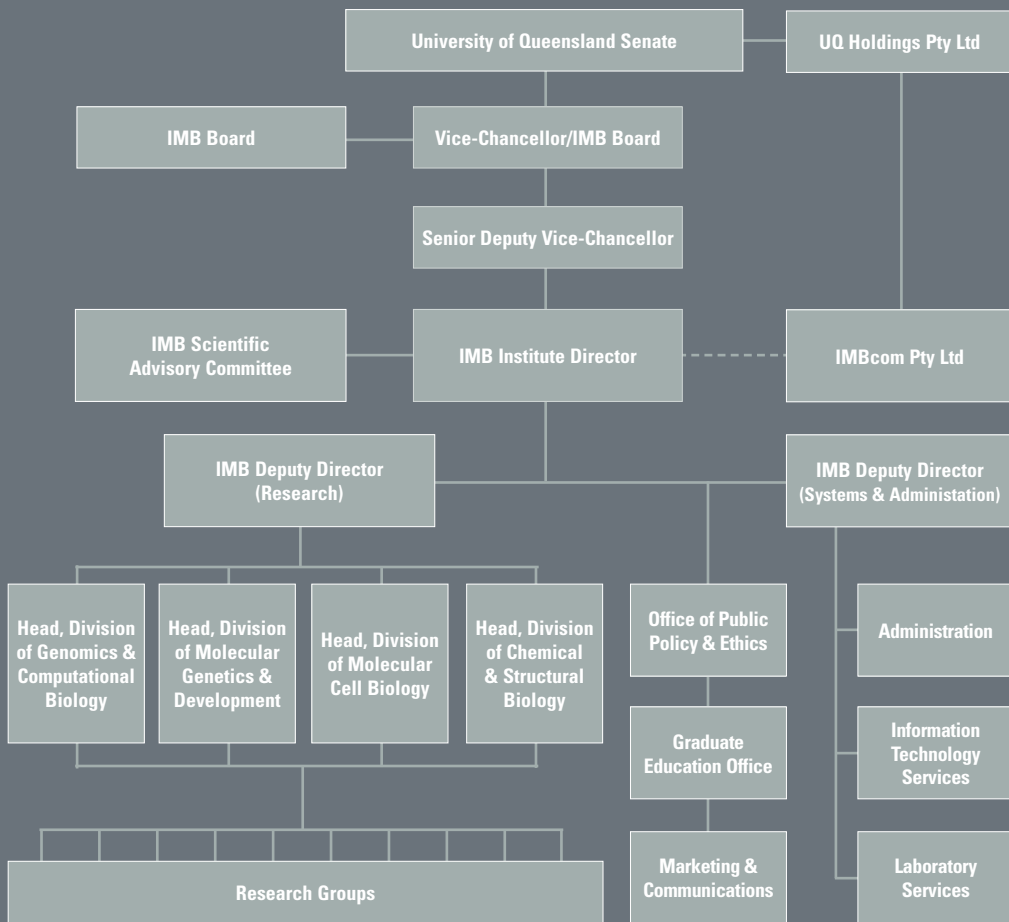 University of Queensland Senate
UQ Holdings Pty Ltd
IMB Board
Vice-Chancellor/IMB Board
Senior Deputy Vice-Chancellor
IMB Scientific
Advisory Committee
IMB Institute Director
IMBcom Pty Ltd
IMB Deputy Director
(Research)
IMB Deputy Director
(Systems & Administation)
Head, Division
of Genomics &
Computational
Biology
Head, Division
of Molecular
Genetics &
Development
Head, Division
of Molecular
Cell Biology
Head, Division
of Chemical
& Structural
Biology
Office of Public
Policy & Ethics
Administration
Graduate
Education Office
Information
Technology
Services
Research Groups
Marketing &
Communications
Laboratory
Services